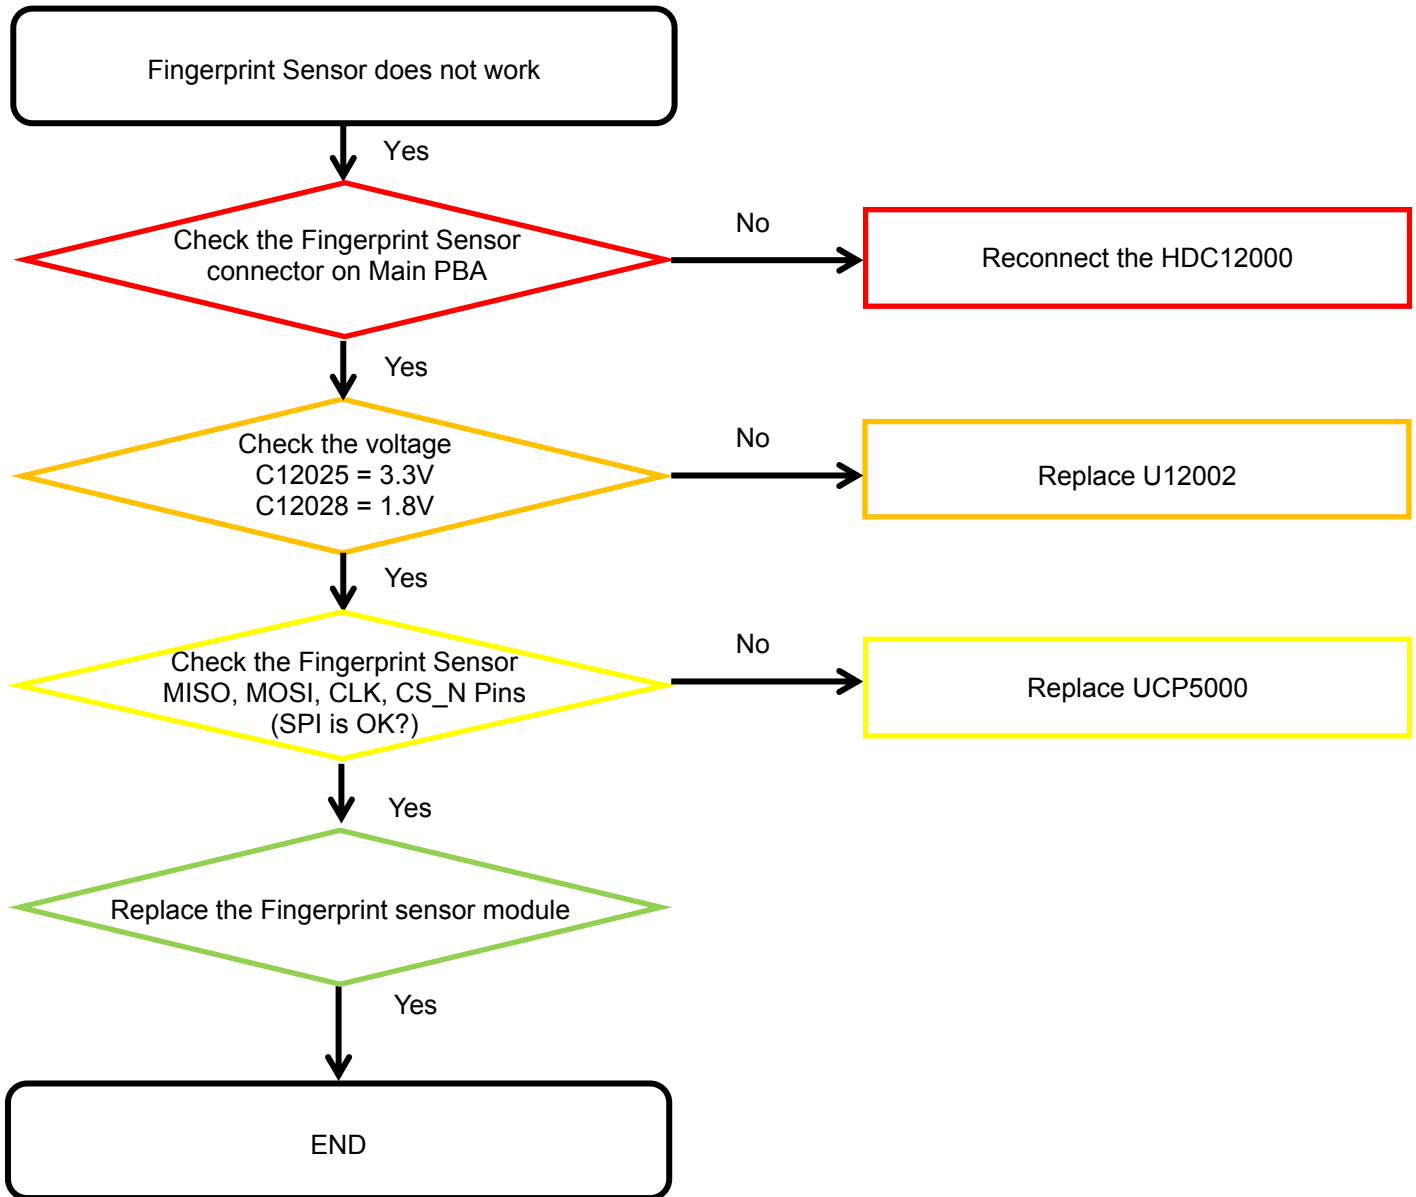 Fingerprint Sensor does not work
Yes
Check the Fingerprint Sensor
connector on Main PBA
No
Reconnect the HDC12000
Yes
Check the voltage
C12025 = 3.3V
C12028 = 1.8V
No
Replace U12002
Yes
Check the Fingerprint Sensor
MISO, MOSI, CLK, CS_N Pins
(SPI is OK?)
No
Replace UCP5000
Yes
Replace the Fingerprint sensor module
Yes
END